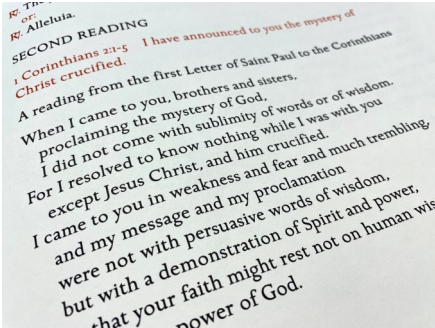 ℟. Th
or:
℟. Alleluia.
SECOND READING
1 Corinthians 2:1-5 I have announced to you the mystery of
Christ crucified.
A reading from the first Letter of Saint Paul to the Corinthians
When I came to you, brothers and sisters,
proclaiming the mystery of God,
I did not come with sublimity of words or of wisdom.
For I resolved to know nothing while I was with you
except Jesus Christ, and him crucified.
I came to you in weakness and fear and much trembling,
and my message and my proclamation
were not with persuasive words of wisdom,
but with a demonstration of Spirit and power,
that your faith might rest not on human wis
power of God.